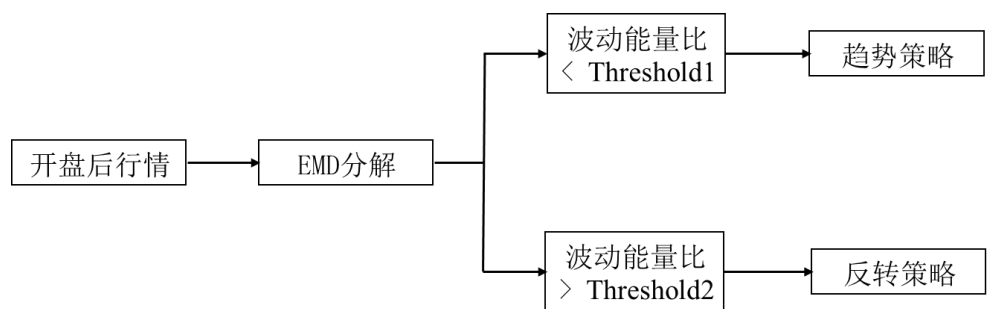 波动能量比
< Threshold1
趋势策略
开盘后行情
EMD分解
波动能量比
> Threshold2
反转策略